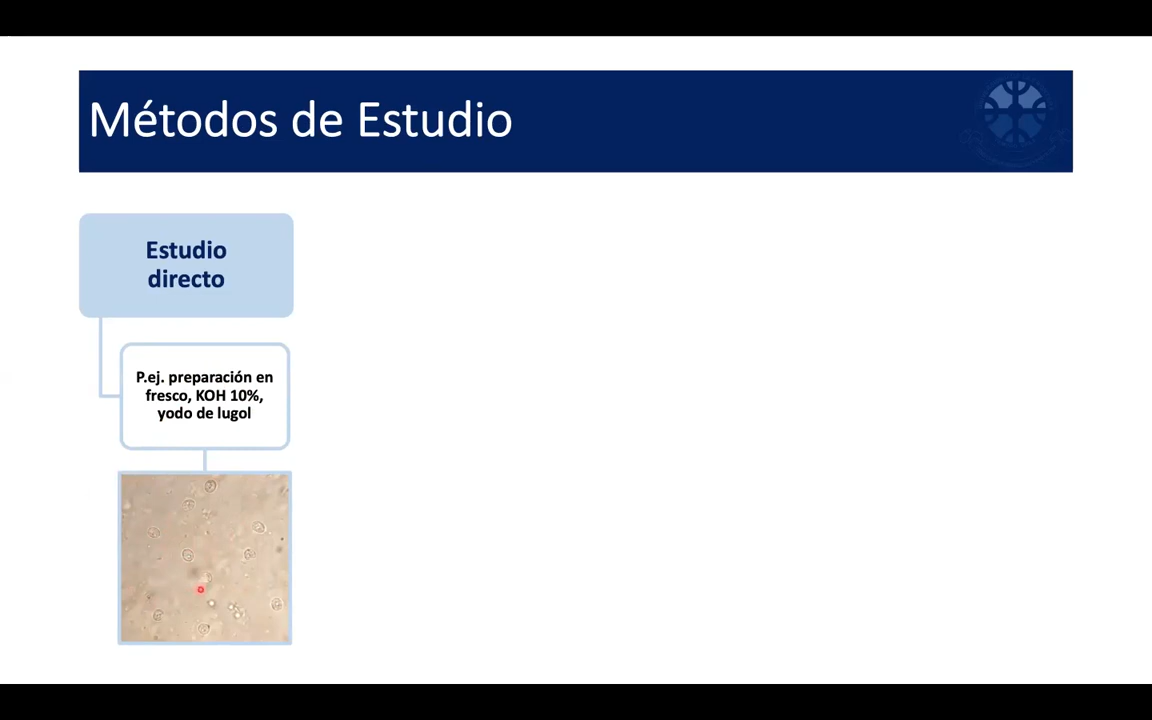 Métodos de Estudio
Estudio
directo
P.ej. preparación en
fresco, KOH 10%,
yodo de lugol